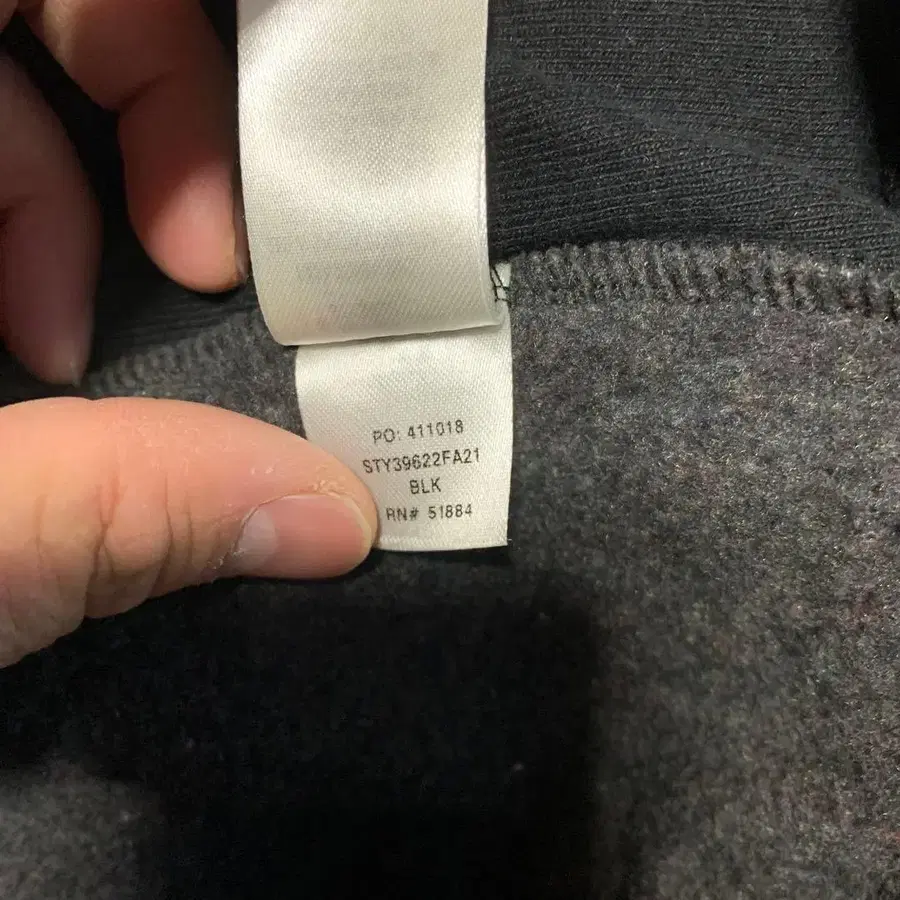 PO: 411018
STY39622FA21
BLK
RN# 51884